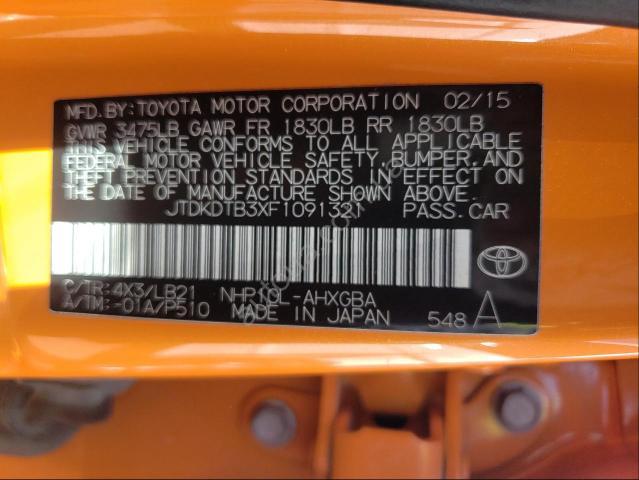 MFD.BY:TOYOTA MOTOR CORPORATION 02/15
GVWR 3475LB GAWR FR 1830LB RR 1830LB
THIS VEHICLE CONFORMS TO ALL APPLICABLE
FEDERAL MOTOR VEHICLE SAFETY, BUMPER, AND
THEFT PREVENTION STANDARDS IN EFFECT ON
THE DATE OF MANUFACTURE SHOWN ABOVE.
JTDKDTB3XF1091321 PASS.CAR
C/TR:4X3/LB21 NHP10L-AHXGBA
A/TM:-01A/P510 MADE IN JAPAN 548 A